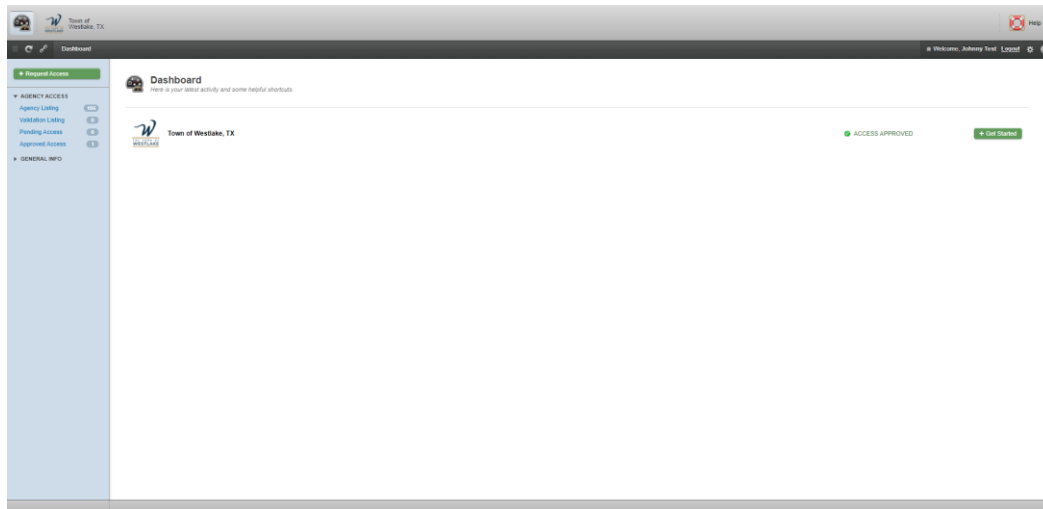 Town of
Westlake, TX
Help
Dashboard
Welcome, Johnny Test Logout
+ Request Access
AGENCY ACCESS
Agency Listing
Validation Listing
Pending Access
Approved Access
GENERAL INFO
Dashboard
Here is your latest activity and some helpful shortcuts.
Town of Westlake, TX
ACCESS APPROVED
+ Get Started
WESTLAKE